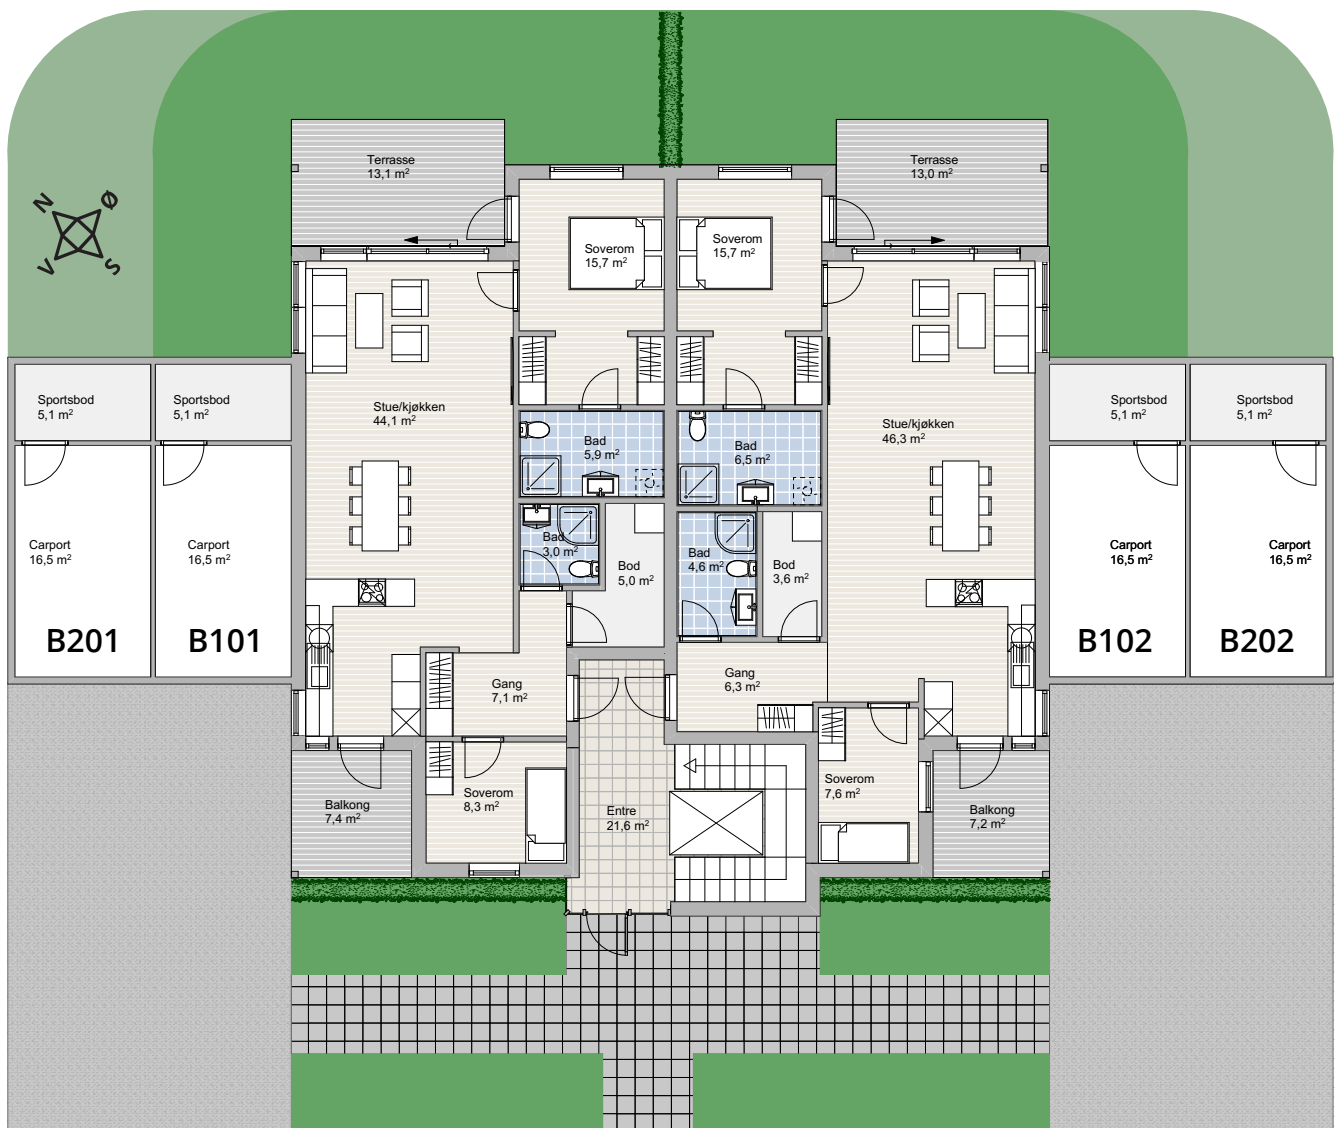 Terrasse
13,1 m²
Terrasse
13,0 m²
N
Ø
V
S
Soverom
15,7 m²
Soverom
15,7 m²
Sportsbod
5,1 m²
Sportsbod
5,1 m²
Stue/kjøkken
44,1 m²
Bad
5,9 m²
Bad
6,5 m²
Stue/kjøkken
46,3 m²
Sportsbod
5,1 m²
Sportsbod
5,1 m²
Carport
16,5 m²
Carport
16,5 m²
Bad
3,0 m²
Bod
5,0 m²
Bad
4,6 m²
Bod
3,6 m²
Carport
16,5 m²
Carport
16,5 m²
B201
B101
B102
B202
Gang
7,1 m²
Gang
6,3 m²
Balkong
7,4 m²
Soverom
8,3 m²
Entre
21,6 m²
Soverom
7,6 m²
Balkong
7,2 m²